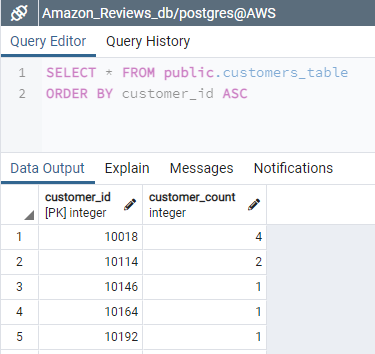 Amazon_Reviews_db/postgres@AWS
Query Editor Query History
1 SELECT * FROM public.customers_table
2 ORDER BY customer_id ASC
Data Output Explain Messages Notifications
customer_id customer_count
[PK] integer integer
1 10018 4
2 10114 2
3 10146 1
4 10164 1
5 10192 1